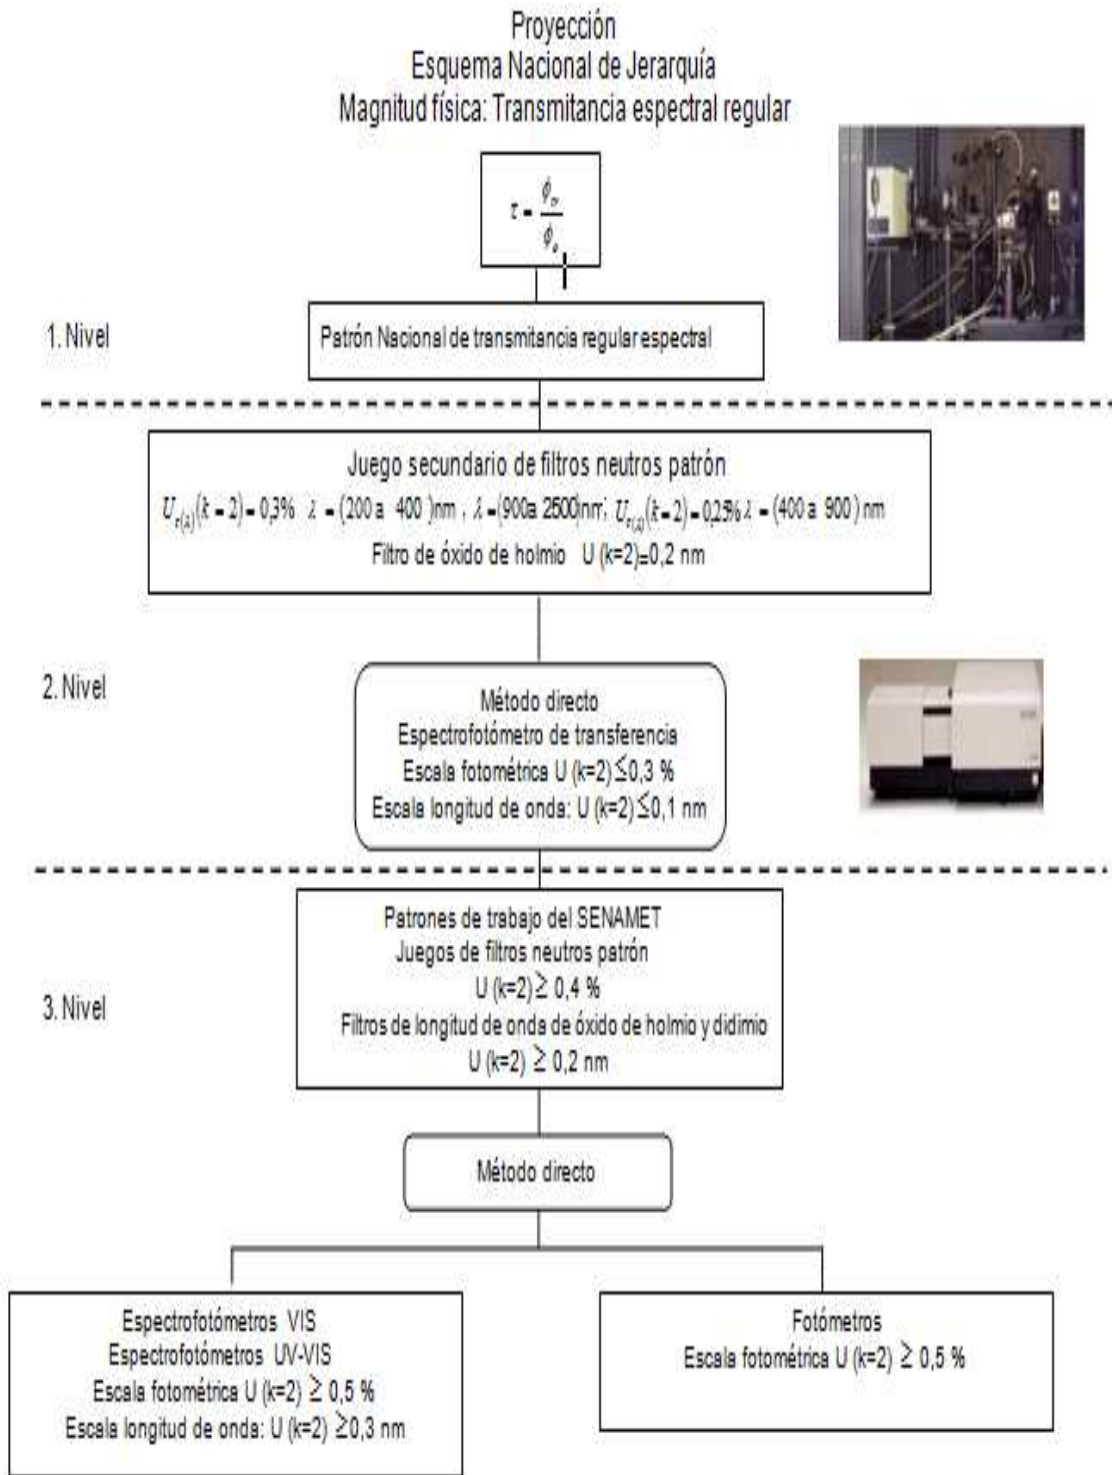 Proyección
Esquema Nacional de Jerarquía
Magnitud física: Transmitancia espectral regular
τ = ϕ_tr / ϕ_o
1. Nivel
Patrón Nacional de transmitancia regular espectral
Juego secundario de filtros neutros patrón
U_τ(λ)(k = 2) = 0,3% λ = (200 a 400 )nm , λ = (900a 2500)nm; U_τ(λ)(k = 2) = 0,25% λ = (400 a 900 ) nm
Filtro de óxido de holmio U (k=2)=0,2 nm
2. Nivel
Método directo
Espectrofotómetro de transferencia
Escala fotométrica U (k=2) ≤0,3 %
Escala longitud de onda: U (k=2) ≤0,1 nm
3. Nivel
Patrones de trabajo del SENAMET
Juegos de filtros neutros patrón
U (k=2) ≥ 0,4 %
Filtros de longitud de onda de óxido de holmio y didimio
U (k=2) ≥ 0,2 nm
Método directo
Espectrofotómetros VIS
Espectrofotómetros UV-VIS
Escala fotométrica U (k=2) ≥ 0,5 %
Escala longitud de onda: U (k=2) ≥0,3 nm
Fotómetros
Escala fotométrica U (k=2) ≥ 0,5 %